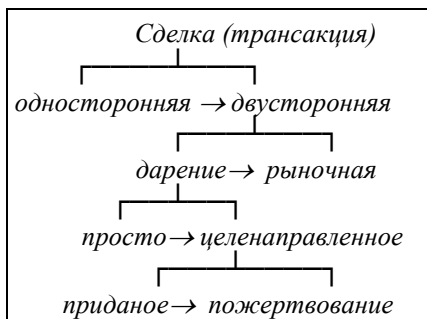 Сделка (трансакция)
односторонняя → двусторонняя
дарение → рыночная
просто → целенаправленное
приданое → пожертвование